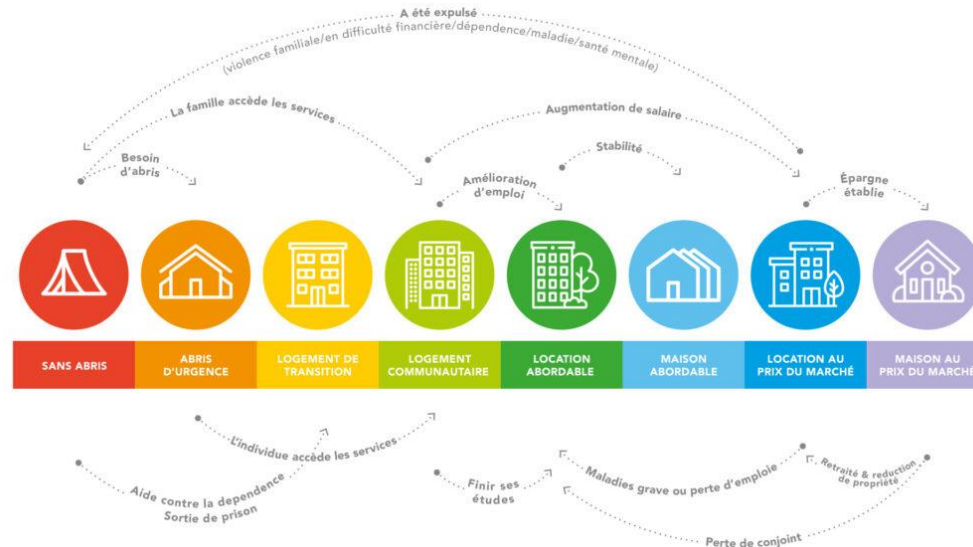 A été expulsé
(violence familiale/en difficulté financière/dépendence/maladie/santé mentale)
La famille accède les services
Augmentation de salaire
Besoin
d'abris
Stabilité
Amélioration
d'emploi
Épargne
établie
SANS ABRIS
ABRIS
D'URGENCE
LOGEMENT DE
TRANSITION
LOGEMENT
COMMUNAUTAIRE
LOCATION
ABORDABLE
MAISON
ABORDABLE
LOCATION AU
PRIX DU MARCHÉ
MAISON AU
PRIX DU MARCHÉ
L'individue accède les services
Aide contre la dependence
Sortie de prison
Finir ses
études
Maladies grave ou perte d'emploie
Retraité & reduction
de propriété
Perte de conjoint